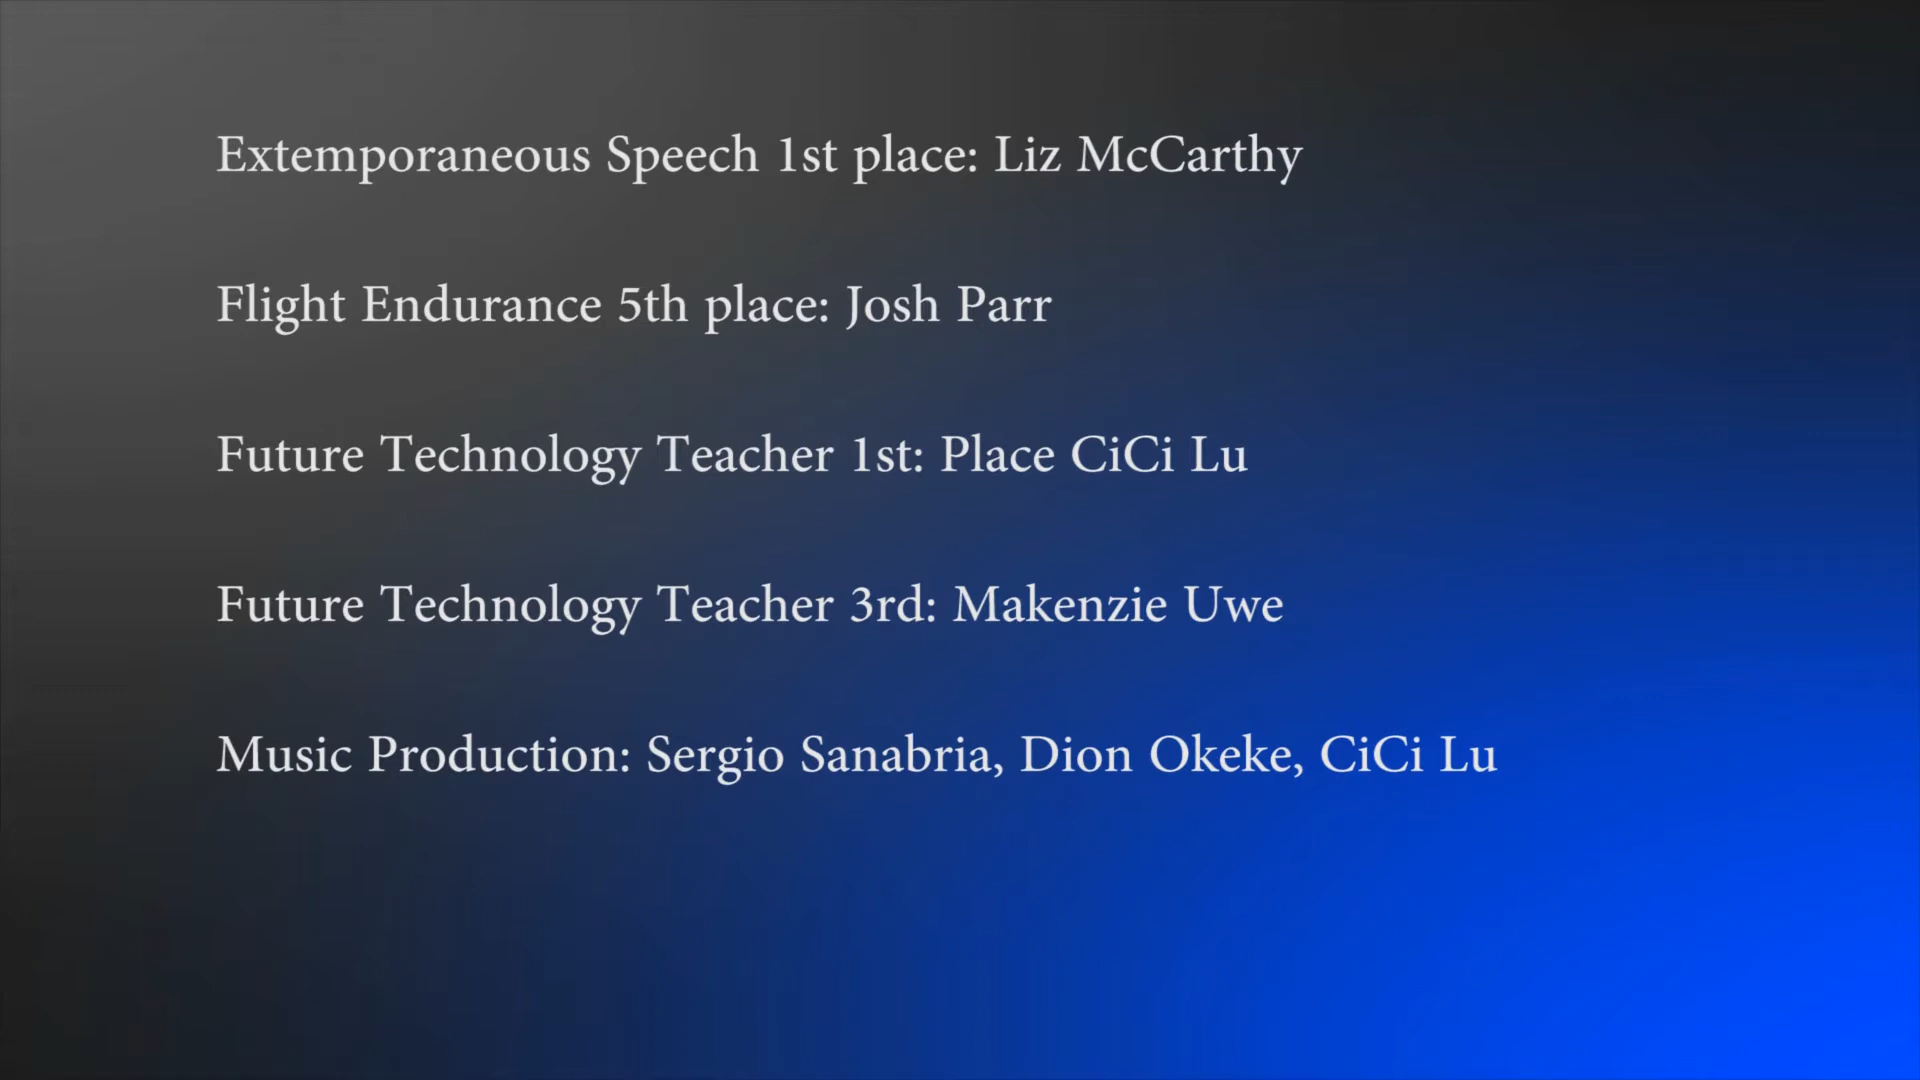 Extemporaneous Speech 1st place: Liz McCarthy
Flight Endurance 5th place: Josh Parr
Future Technology Teacher 1st: Place CiCi Lu
Future Technology Teacher 3rd: Makenzie Uwe
Music Production: Sergio Sanabria, Dion Okeke, CiCi Lu